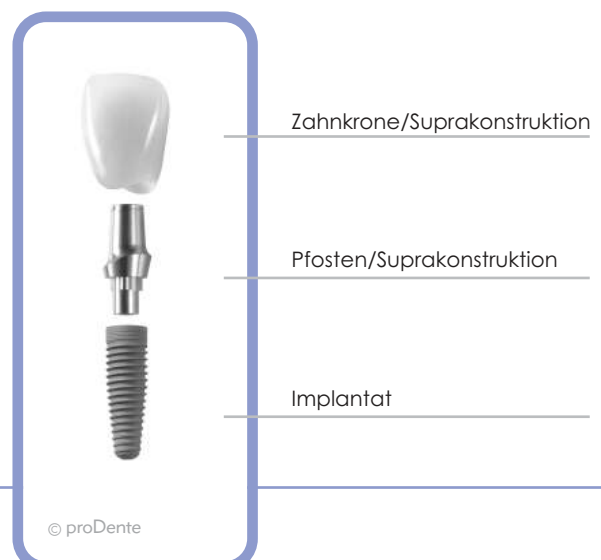 Zahnkrone/Suprakonstruktion
Pfosten/Suprakonstruktion
Implantat
© proDente